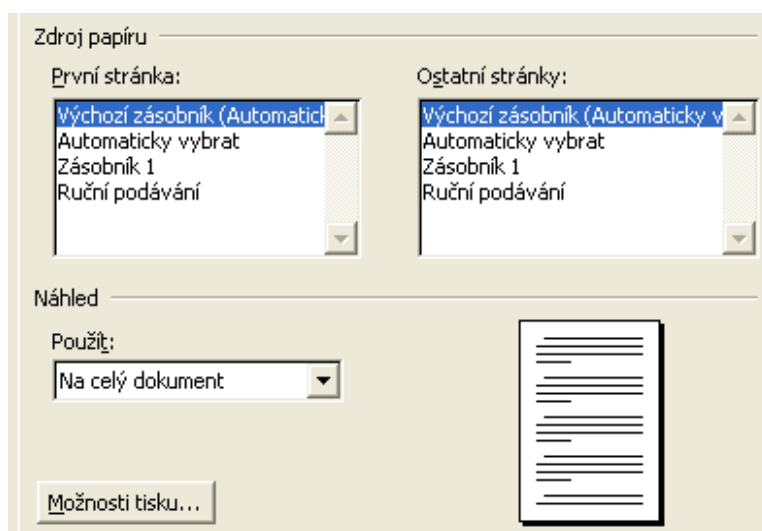 Zdroj papíru
První stránka:
Ostatní stránky:
Výchozí zásobník (Automatick
Automaticky vybrat
Zásobník 1
Ruční podávání
Výchozí zásobník (Automaticky v
Automaticky vybrat
Zásobník 1
Ruční podávání
Náhled
Použít:
Na celý dokument
Možnosti tisku...